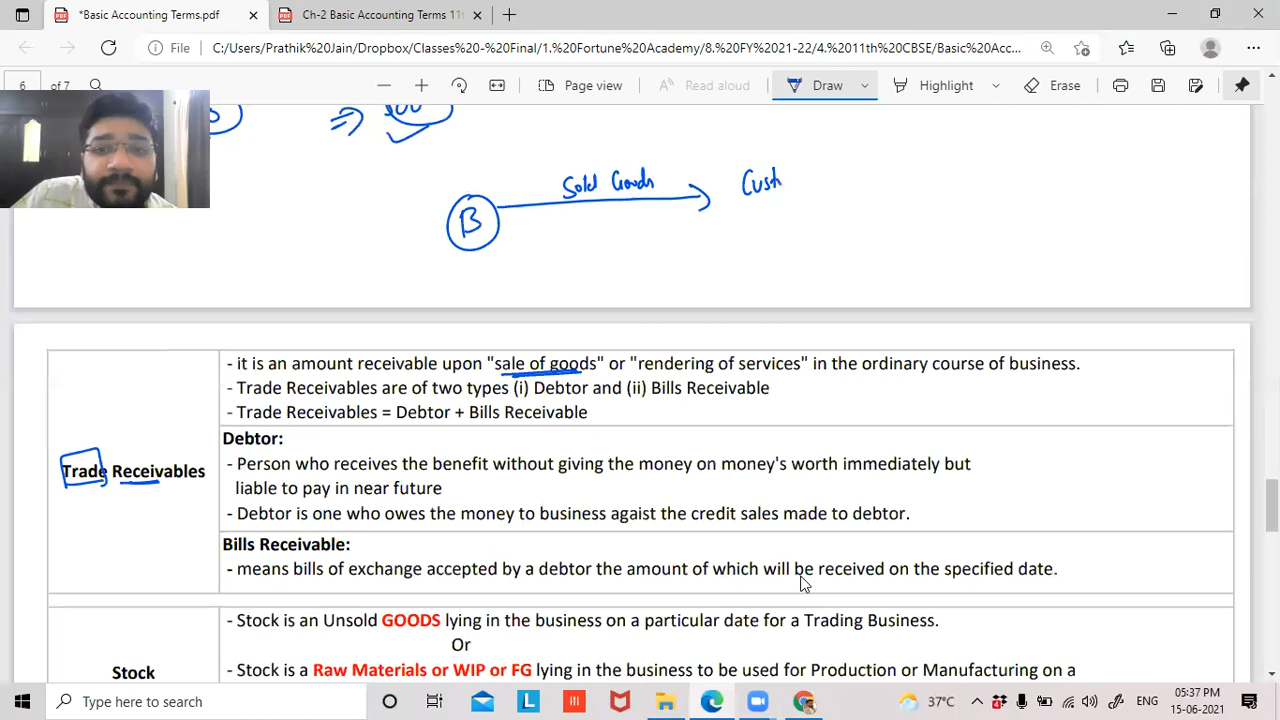 *Basic Accounting Terms.pdf
Ch-2 Basic Accounting Terms 11t
File
C:/Users/Prathik%20Jain/Dropbox/Classes%20-%20Final/1.%20Fortune%20Academy/8.%20FY%202021-22/4.%2011th%20CBSE/Basic%20Acc...
6 of 7
Page view
Read aloud
Draw
Highlight
Erase
Sold Goods
Cust
B
Trade Receivables
- it is an amount receivable upon "sale of goods" or "rendering of services" in the ordinary course of business.
- Trade Receivables are of two types (i) Debtor and (ii) Bills Receivable
- Trade Receivables = Debtor + Bills Receivable
Debtor:
- Person who receives the benefit without giving the money on money's worth immediately but
liable to pay in near future
- Debtor is one who owes the money to business agaist the credit sales made to debtor.
Bills Receivable:
- means bills of exchange accepted by a debtor the amount of which will be received on the specified date.
Stock
- Stock is an Unsold GOODS lying in the business on a particular date for a Trading Business.
Or
- Stock is a Raw Materials or WIP or FG lying in the business to be used for Production or Manufacturing on a
Type here to search
37°C
ENG
05:37 PM
15-06-2021